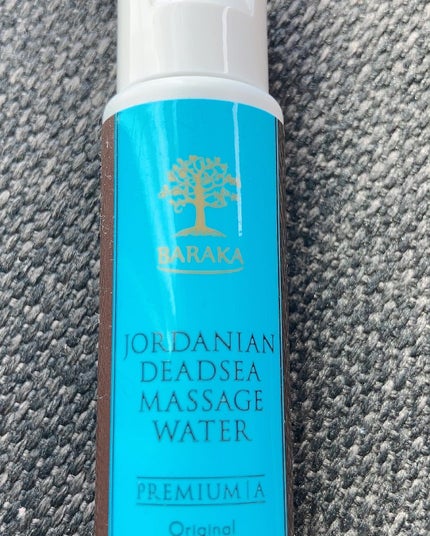 BARAKA
JORDANIAN
DEADSEA
MASSAGE
WATER
PREMIUM|A
Original